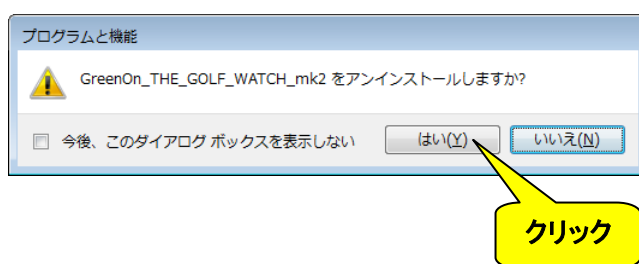 プログラムと機能
GreenOn_THE_GOLF_WATCH_mk2 をアンインストールしますか?
今後、このダイアログ ボックスを表示しない
はい(Y)
いいえ(N)
クリック